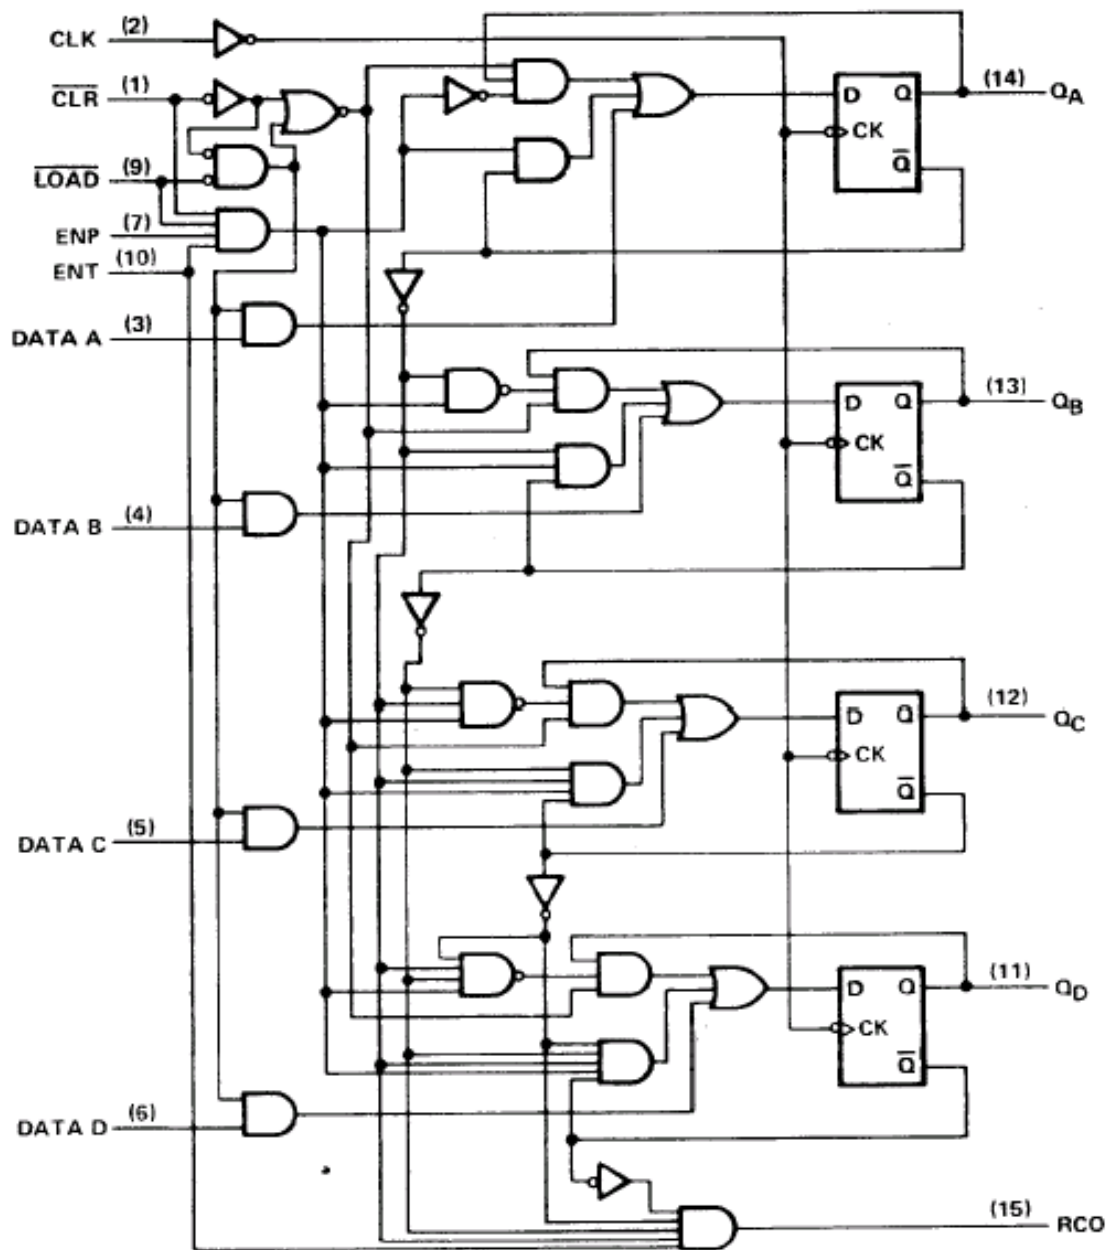 CLK (2)
CLR (1)
LOAD (9)
ENP (7)
ENT (10)
DATA A (3)
D Q (14) QA
CK
Q
DATA B (4)
D Q (13) QB
CK
Q
DATA C (5)
D Q (12) QC
CK
Q
DATA D (6)
D Q (11) QD
CK
Q
(15) RCO